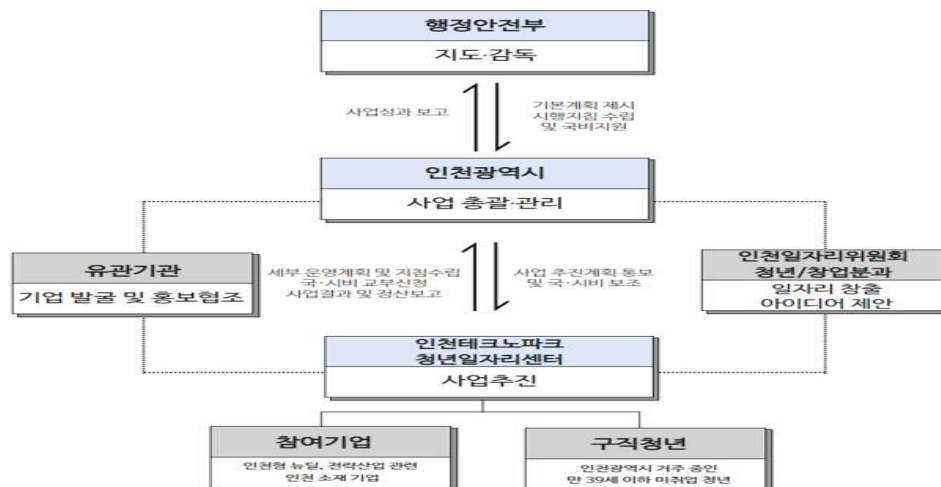 행정안전부
지도·감독
사업성과 보고
기본계획 제시
시행지침 수립
및 국비지원
인천광역시
사업 총괄·관리
유관기관
기업 발굴 및 홍보협조
세부 운영계획 및 지침수립
국·시비 교부신청
사업결과 및 정산보고
사업 추진계획 통보
및 국·시비 보조
인천일자리위원회
청년/창업분과
일자리 창출
아이디어 제안
인천테크노파크
청년일자리센터
사업추진
참여기업
인천형 뉴딜, 전략산업 관련
인천 소재 기업
구직청년
인천광역시 거주 중인
만 39세 이하 미취업 청년